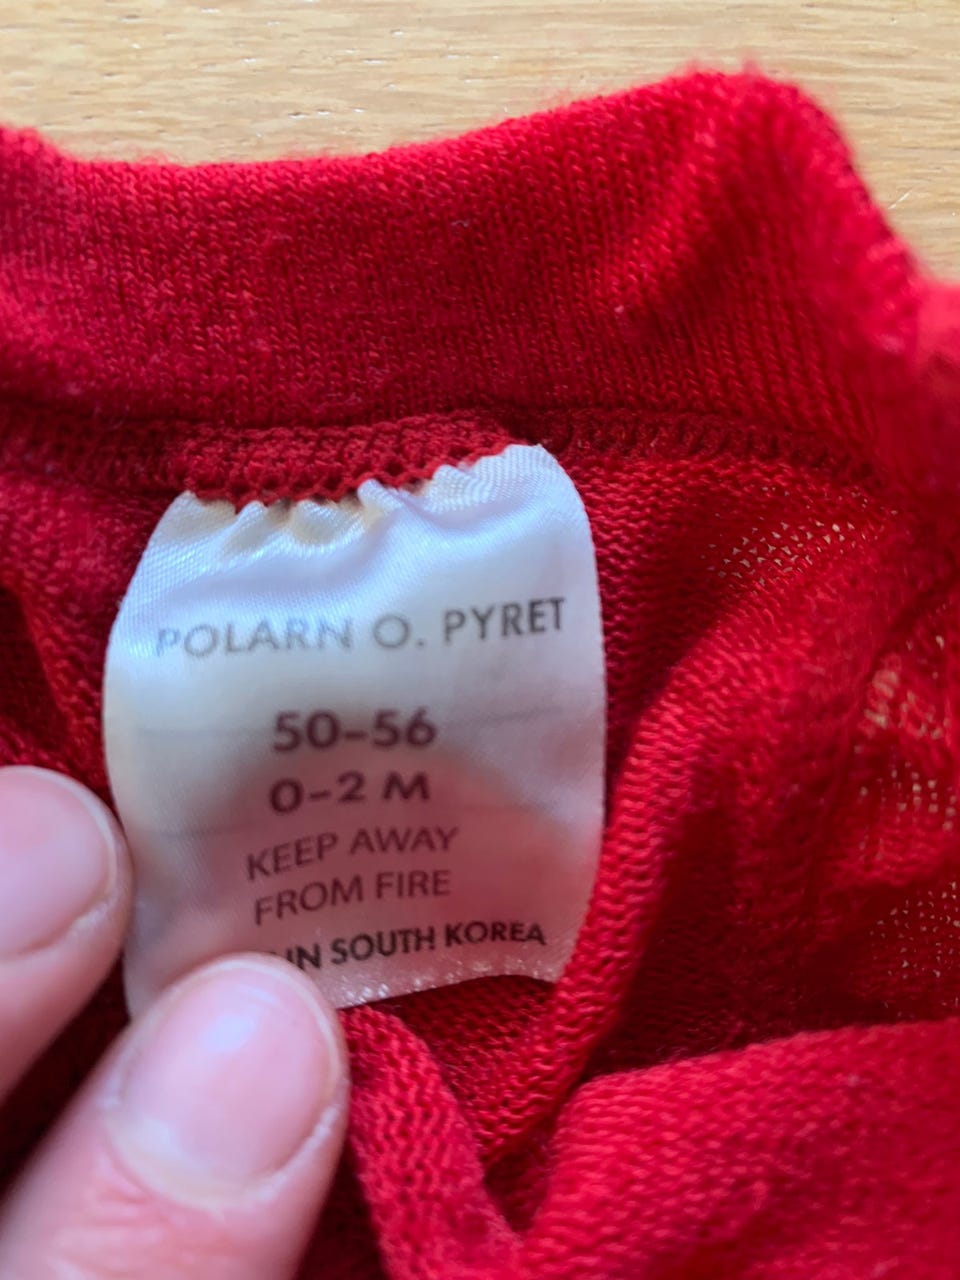 POLARN O. PYRET
50-56
0-2 M
KEEP AWAY
FROM FIRE
IN SOUTH KOREA